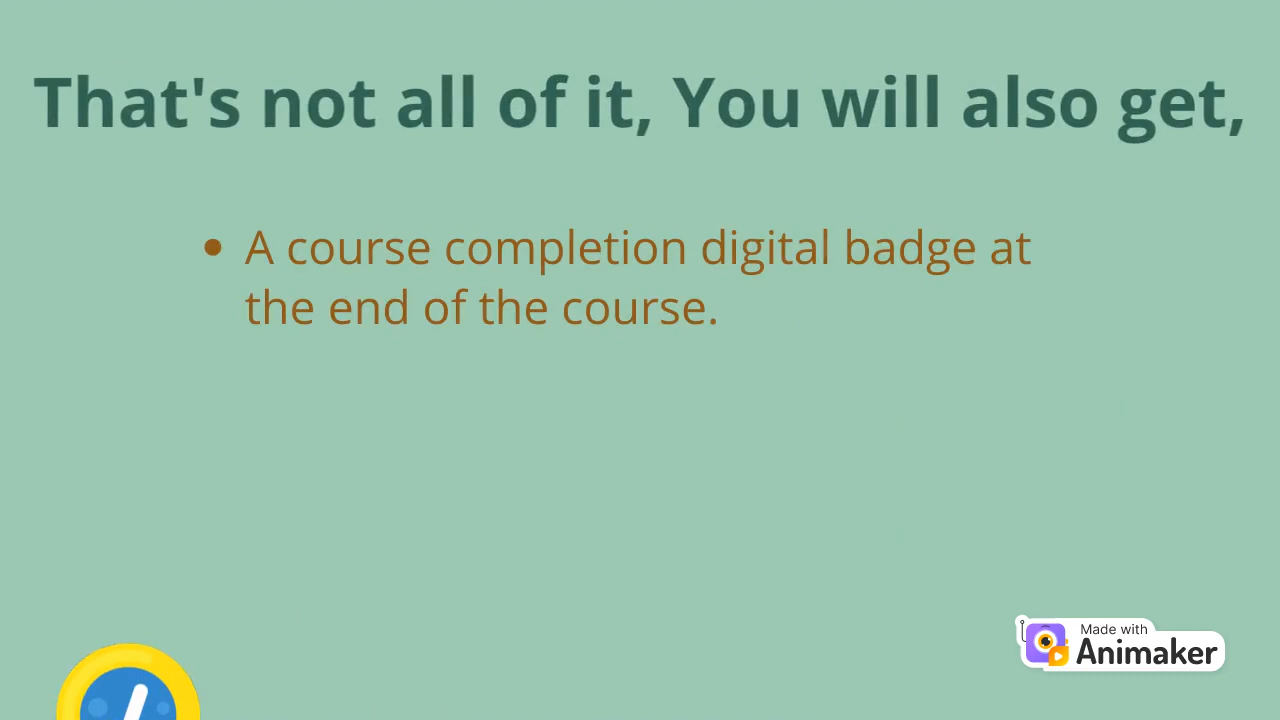 That's not all of it, You will also get,
• A course completion digital badge at
the end of the course.
Made with
Animaker